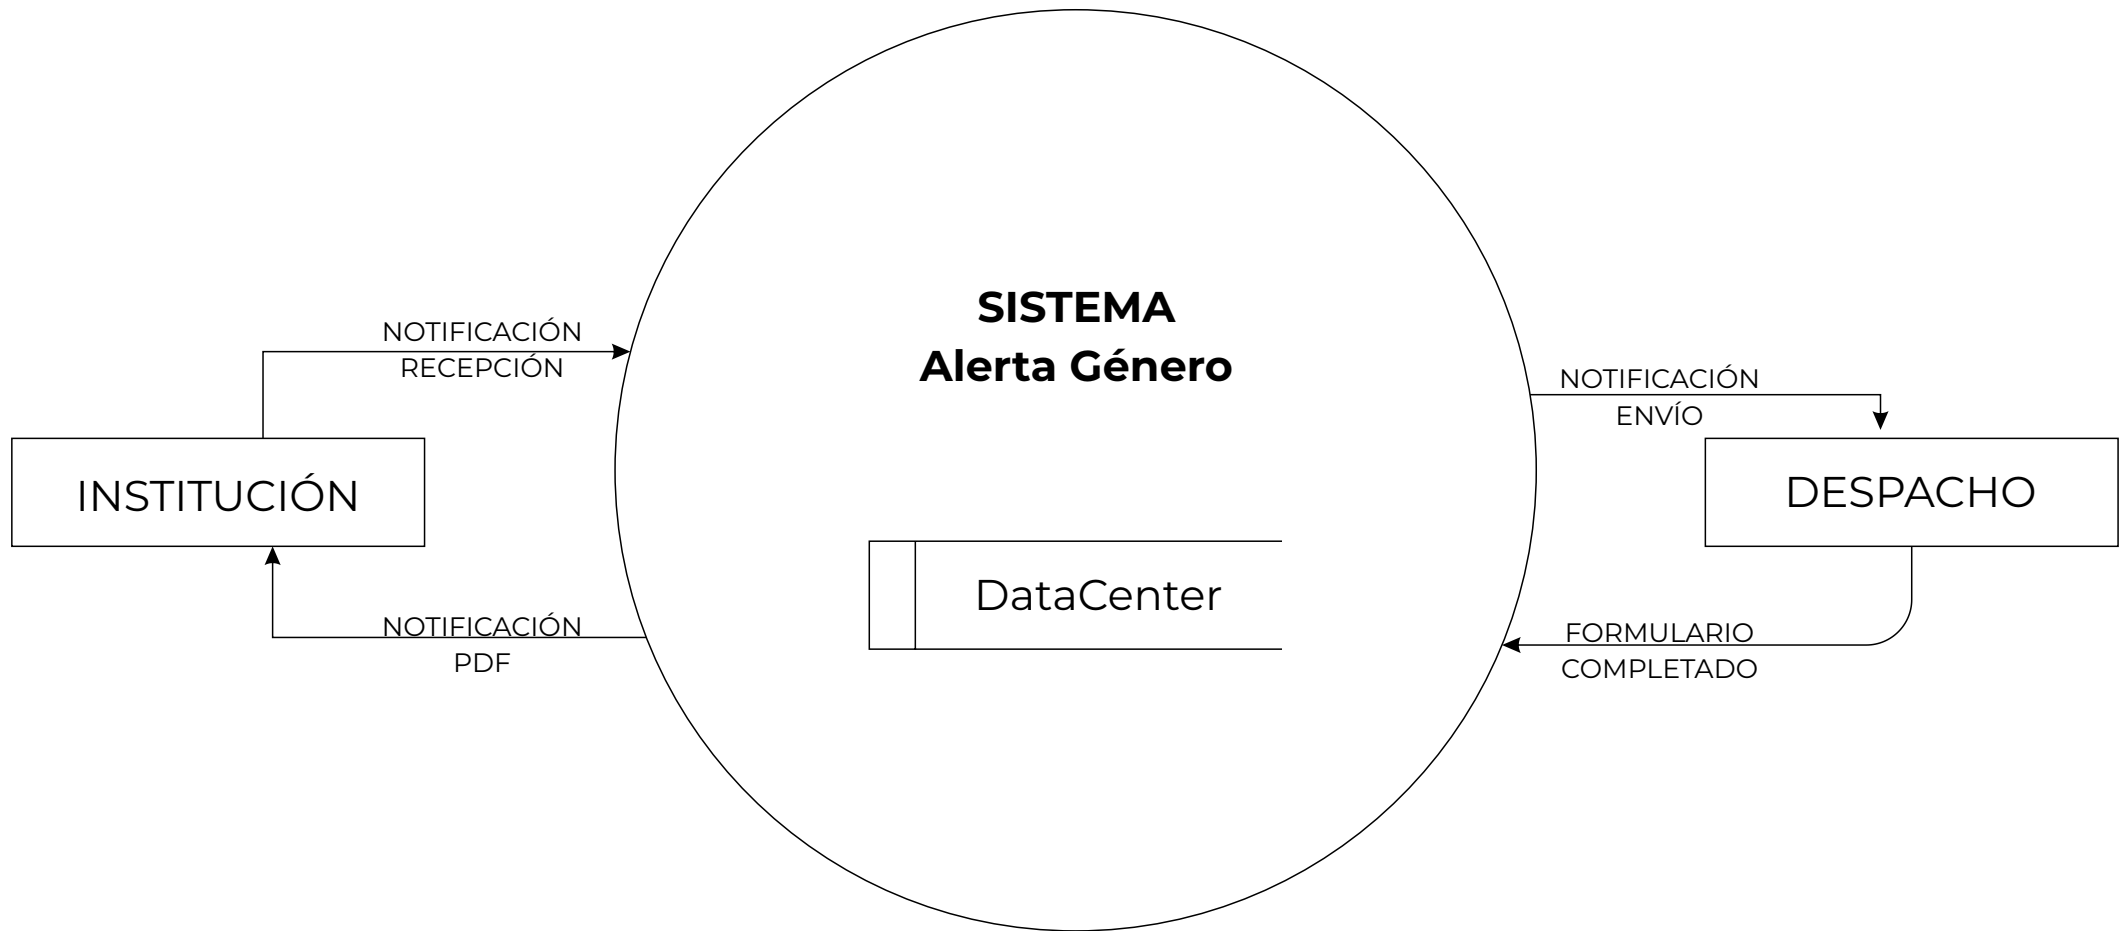 SISTEMA
Alerta Género
NOTIFICACIÓN
RECEPCIÓN
NOTIFICACIÓN
ENVÍO
INSTITUCIÓN
DESPACHO
DataCenter
NOTIFICACIÓN
PDF
FORMULARIO
COMPLETADO